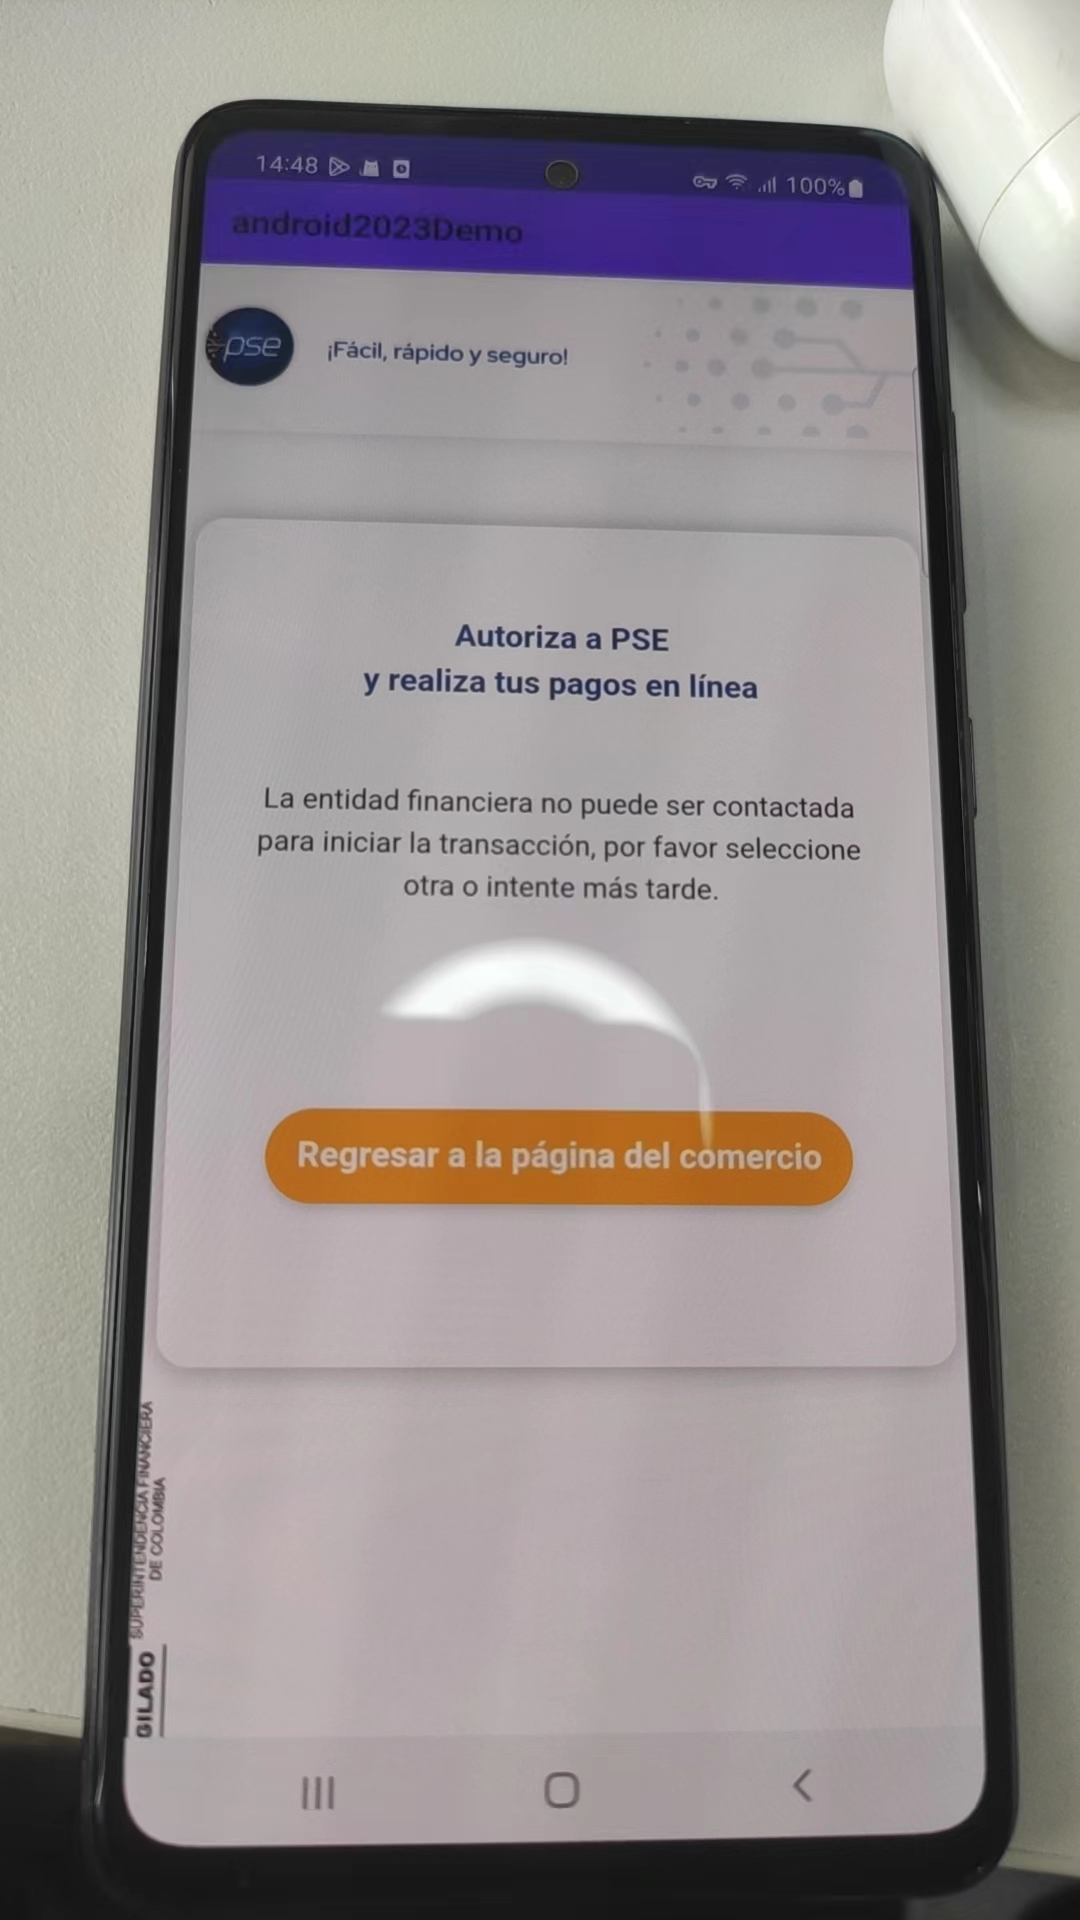 14:48
100%
android2023Demo
pse
¡Fácil, rápido y seguro!
Autoriza a PSE
y realiza tus pagos en línea
La entidad financiera no puede ser contactada
para iniciar la transacción, por favor seleccione
otra o intente más tarde.
Regresar a la página del comercio
SUPERINTENDENCIA FINANCIERA
DE COLOMBIA
GILADO